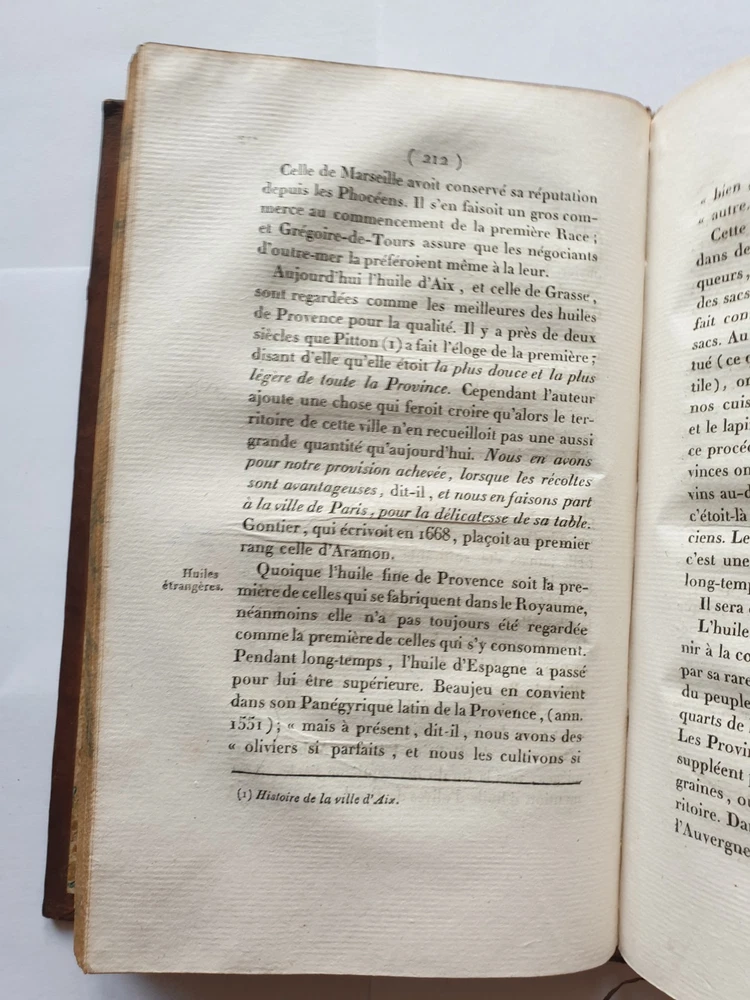 ( 212 )
Celle de Marseille avoit conservé sa réputation
depuis les Phocéens. Il s'en faisoit un gros com-
merce au commencement de la première Race ;
et Grégoire-de-Tours assure que les négociants
d'outre-mer la préféroient même à la leur.
Aujourd'hui l'huile d'Aix, et celle de Grasse,
sont regardées comme les meilleures des huiles
de Provence pour la qualité. Il y a près de deux
siècles que Pitton (1) a fait l'éloge de la première ;
disant d'elle qu'elle étoit la plus douce et la plus
légère de toute la Province. Cependant l'auteur
ajoute une chose qui feroit croire qu'alors le ter-
ritoire de cette ville n'en recueilloit pas une aussi
grande quantité qu'aujourd'hui. Nous en avons
pour notre provision achevée, lorsque les récoltes
sont avantageuses, dit-il, et nous en faisons part
à la ville de Paris, pour la délicatesse de sa table.
Gontier, qui écrivoit en 1668, plaçoit au premier
rang celle d'Aramon.
Huiles
étrangères.
Quoique l'huile fine de Provence soit la pre-
mière de celles qui se fabriquent dans le Royaume,
néanmoins elle n'a pas toujours été regardée
comme la première de celles qui s'y consomment.
Pendant long-temps, l'huile d'Espagne a passé
pour lui être supérieure. Beaujeu en convient
dans son Panégyrique latin de la Provence, (ann.
1551) ; « mais à présent, dit-il, nous avons des
« oliviers si parfaits, et nous les cultivons si
(1) Histoire de la ville d'Aix.
« bien
« autre.
Cette
dans de
queurs,
des sacs
fait con
sacs. Au
tué (ce
tile), o
nos cuis
et le lapi
ce procé
vinces on
vins au-d
c'étoit-là
ciens. Le
c'est une
long-temp
Il sera
L'huile
nir à la co
par sa rare
du peuple
quarts de
Les Provin
suppléent
graines, o
ritoire. Da
l'Auvergne